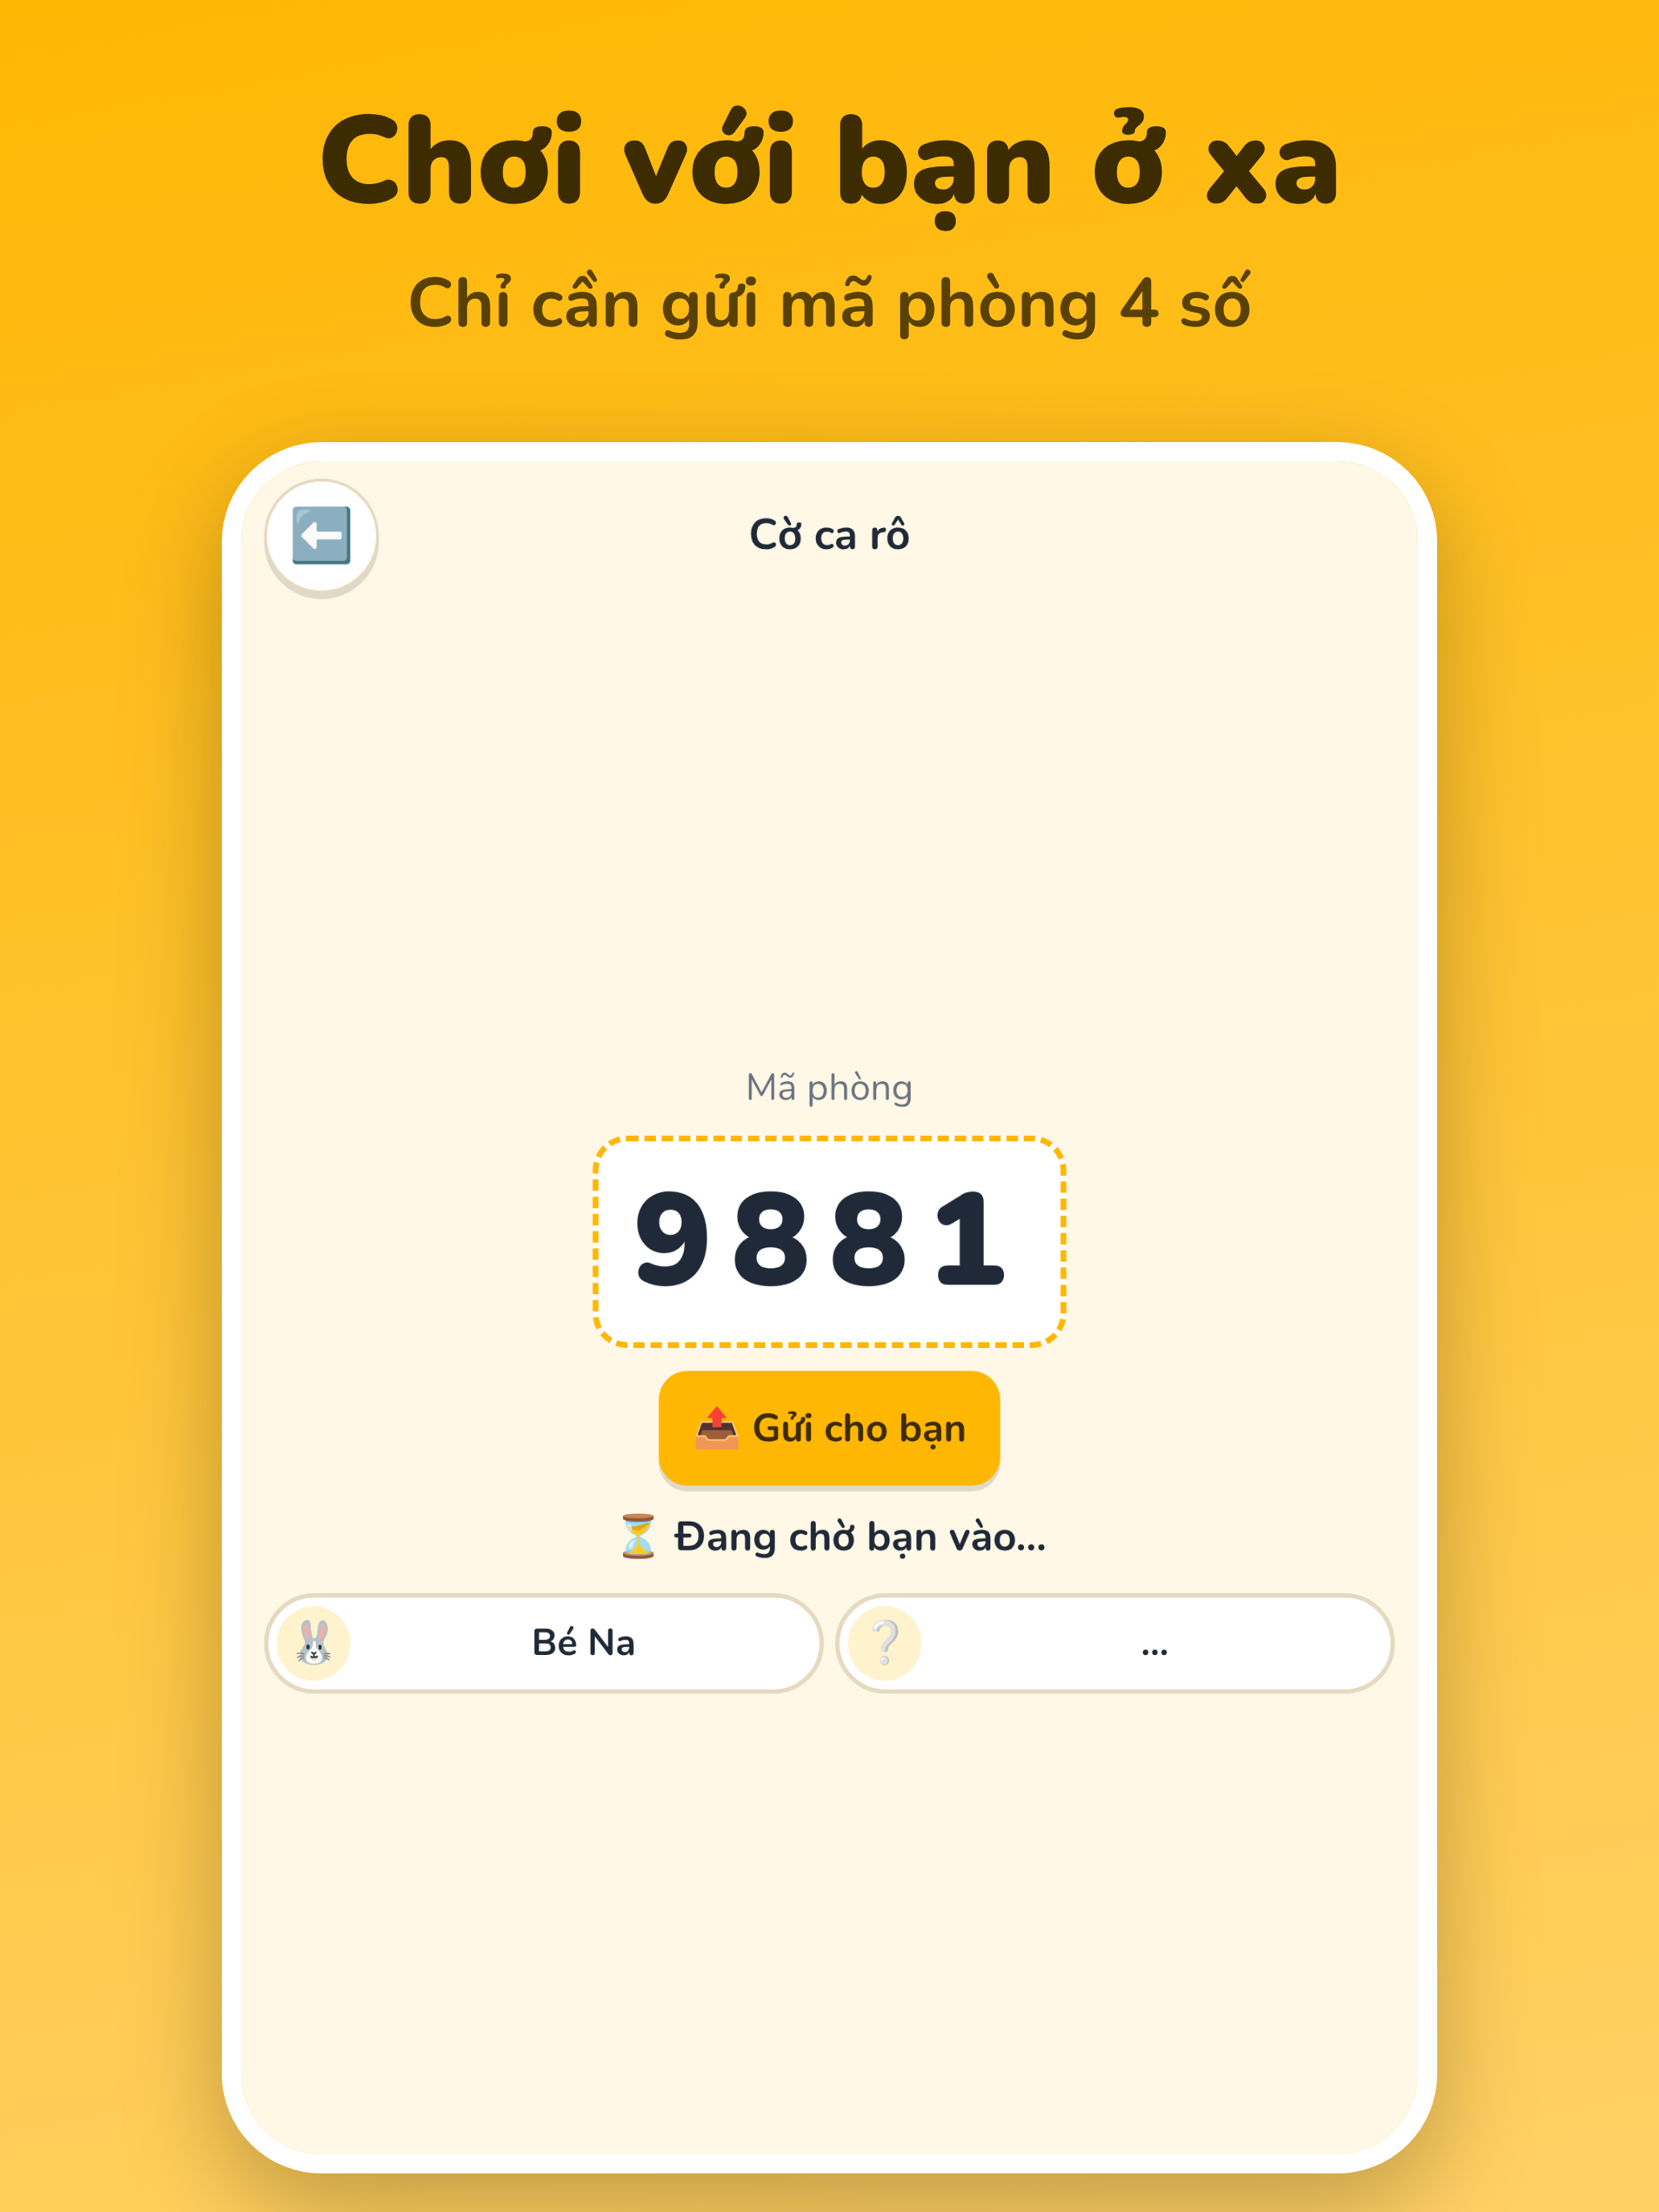 Chơi với bạn ở xa
Chỉ cần gửi mã phòng 4 số
Cờ ca rô
Mã phòng
9881
📤 Gửi cho bạn
⏳ Đang chờ bạn vào...
Bé Na
❔ ...